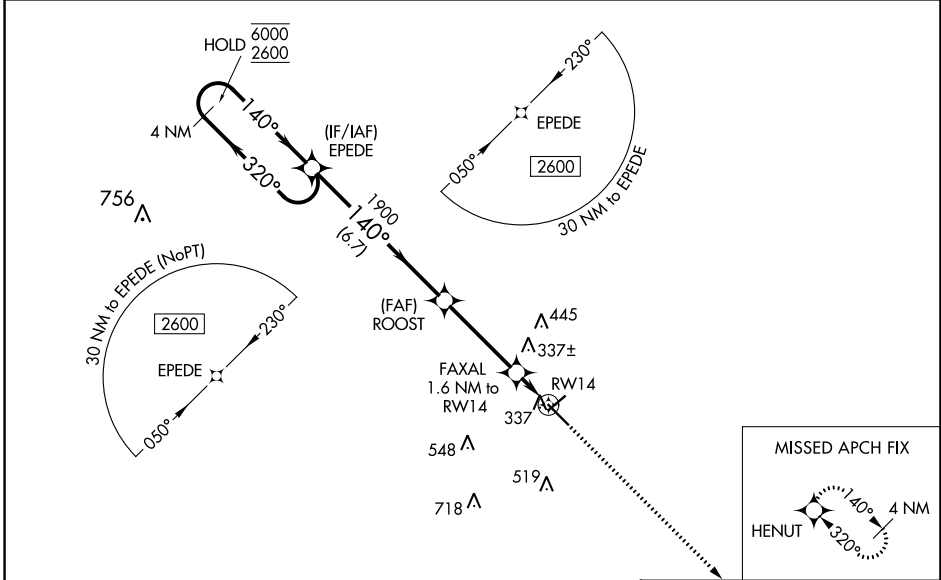 HOLD 6000
2600
4 NM
140°
320°
(IF/IAF)
EPEDE
230°
EPEDE
2600
050°
30 NM to EPEDE
756
1900
140°
(6.7)
30 NM to EPEDE (NoPT)
2600
230°
EPEDE
050°
(FAF)
ROOST
445
337±
FAXAL
1.6 NM to
RW14
RW14
337
548
519
718
MISSED APCH FIX
140°
4 NM
HENUT
320°